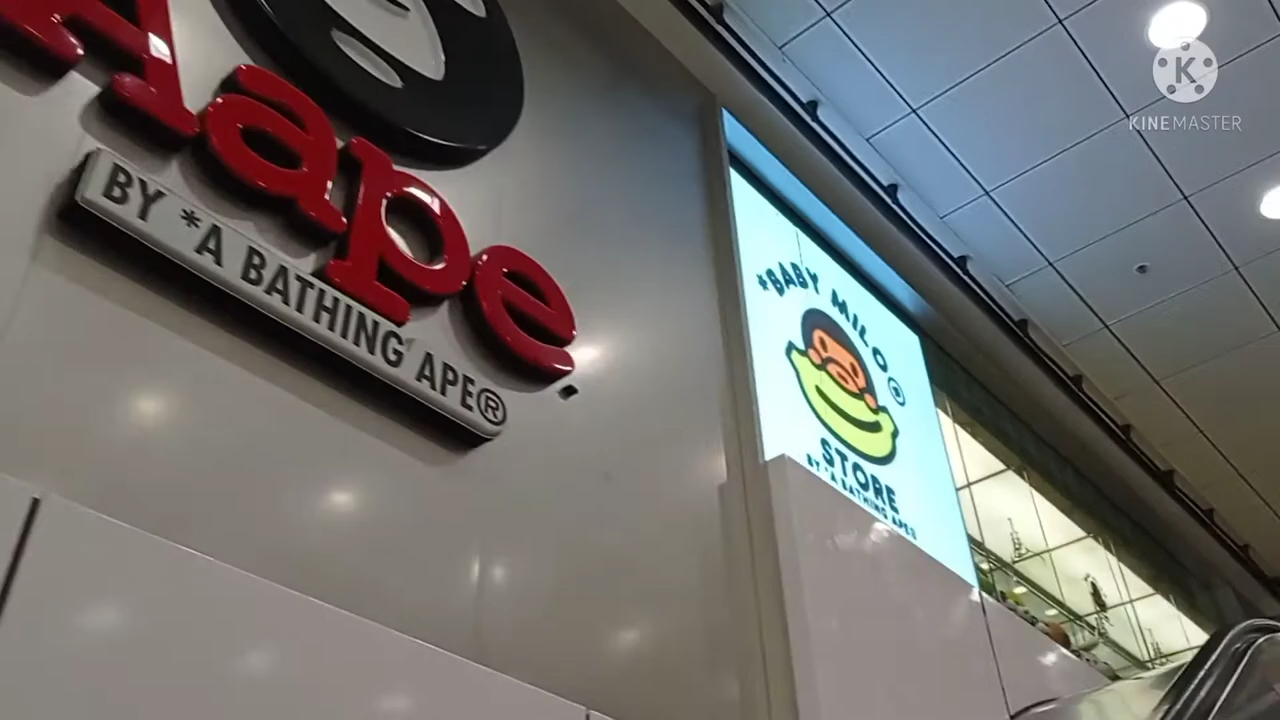 Aape
BY *A BATHING APE®
*BABY MILO®
STORE
BY *A BATHING APE®
K
KINEMASTER